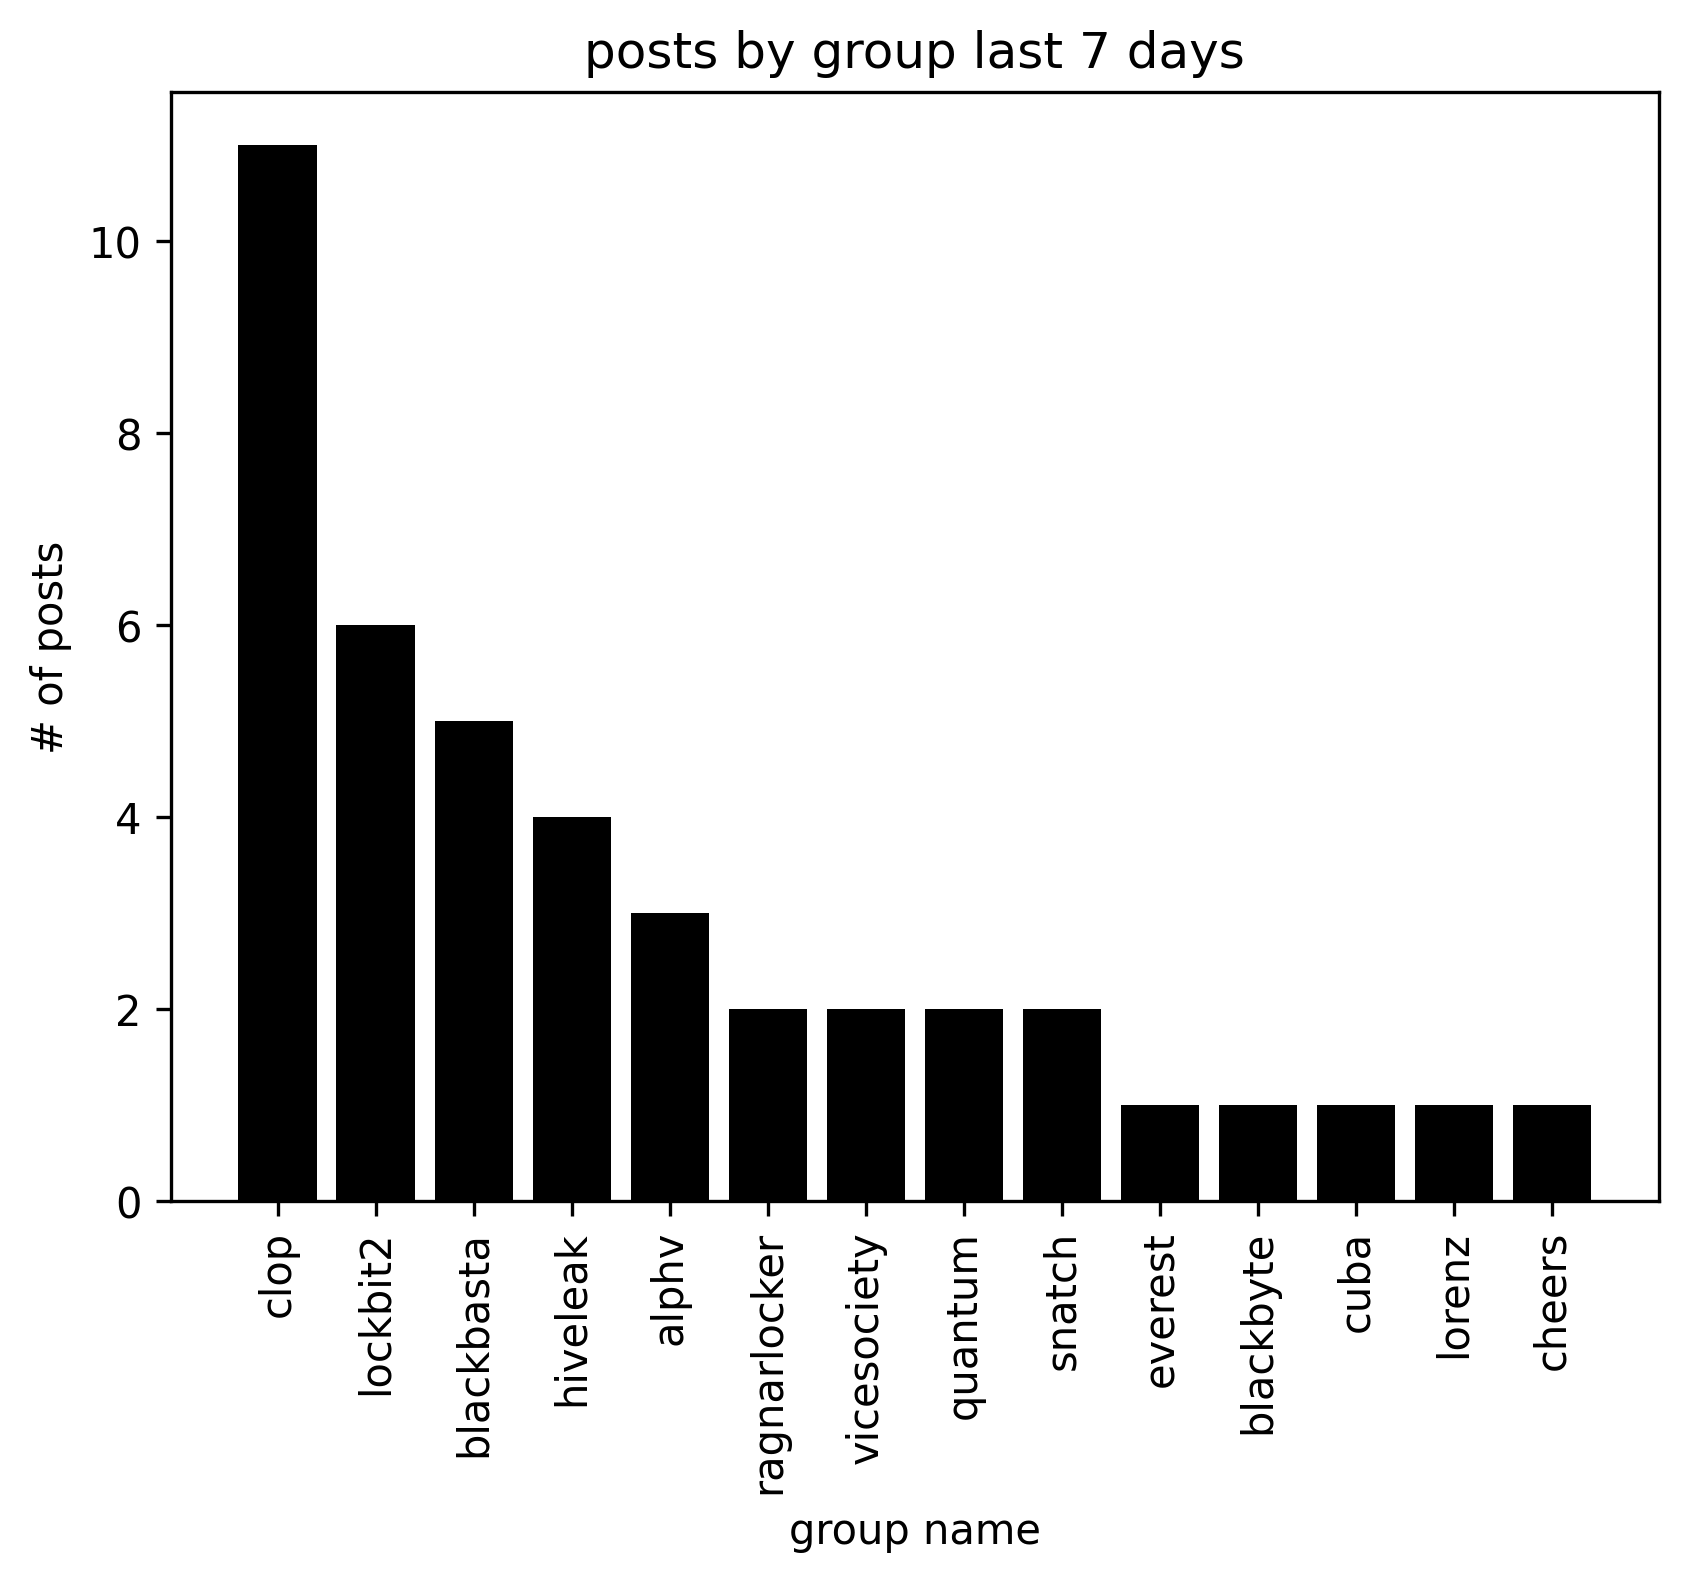 posts by group last 7 days
# of posts
10
8
6
4
2
0
clop
lockbit2
blackbasta
hiveleak
alphv
ragnarlocker
vicesociety
quantum
snatch
everest
blackbyte
cuba
lorenz
cheers
group name